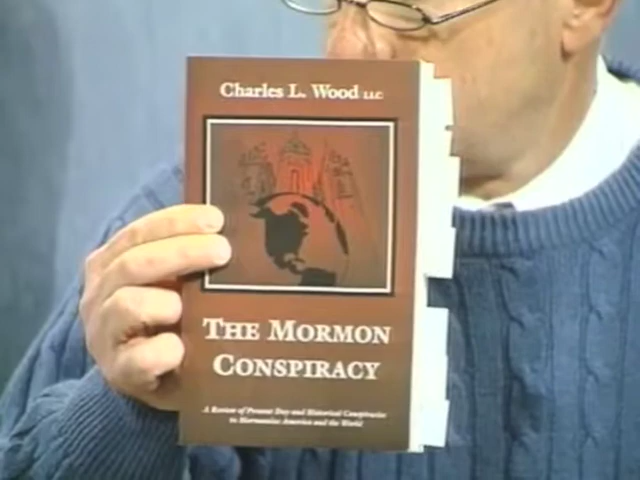 Charles L. Wood LLC
THE MORMON
CONSPIRACY
A Review of Present Day and Historical Conspiracies
to Mormonize America and the World